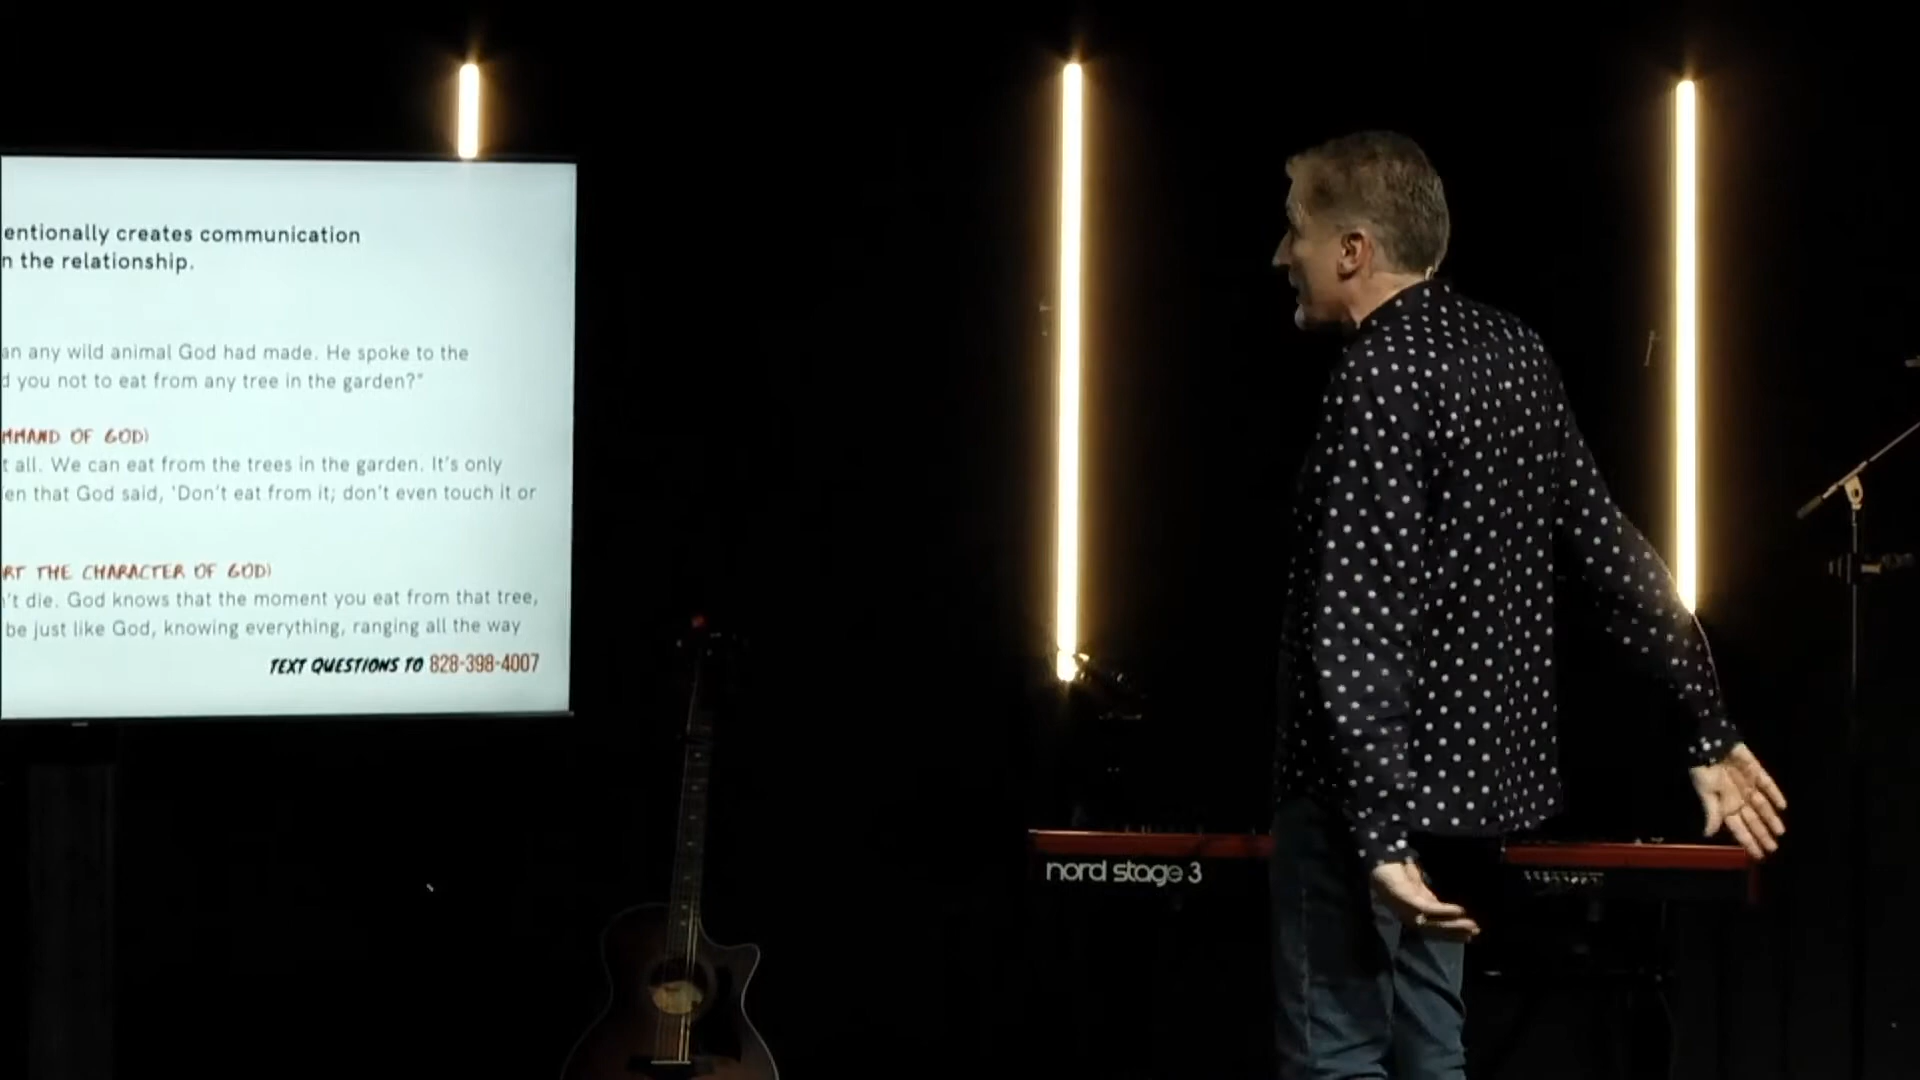 entionally creates communication
n the relationship.
an any wild animal God had made. He spoke to the
d you not to eat from any tree in the garden?"
MMAND OF GOD)
t all. We can eat from the trees in the garden. It's only
en that God said, 'Don't eat from it; don't even touch it or
RT THE CHARACTER OF GOD)
't die. God knows that the moment you eat from that tree,
be just like God, knowing everything, ranging all the way
TEXT QUESTIONS TO 828-398-4007
nord stage 3